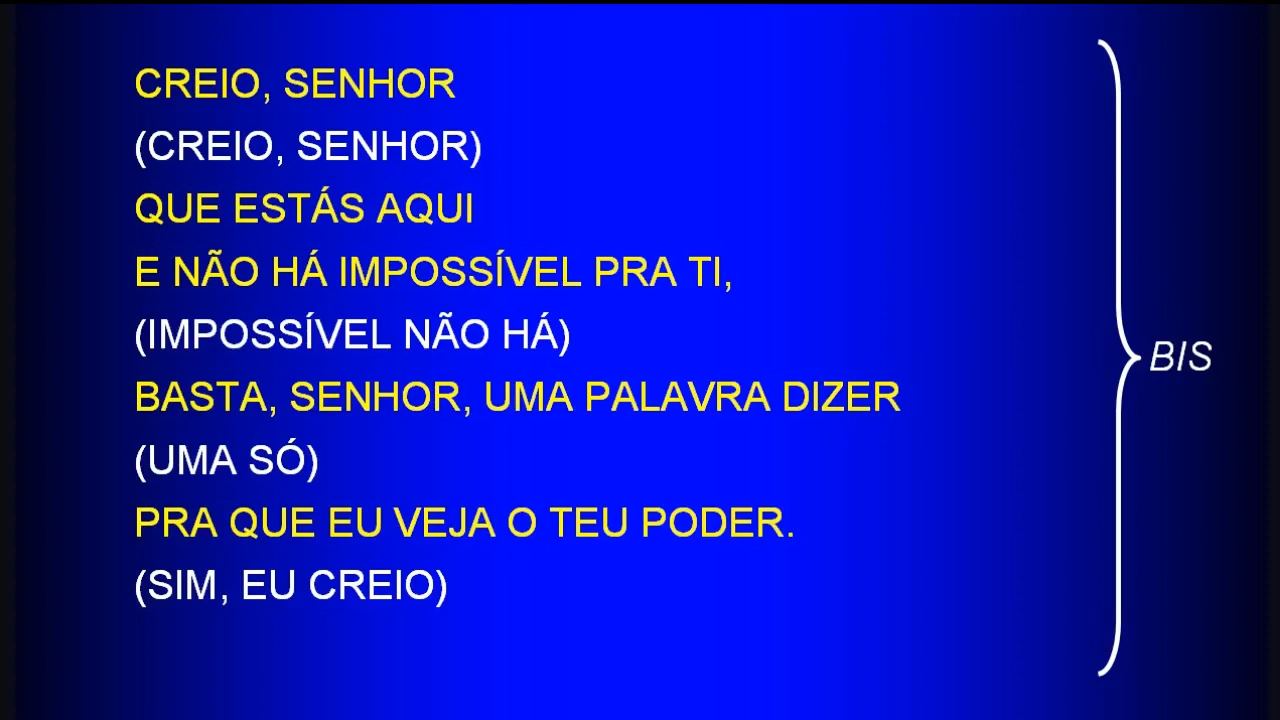 CREIO, SENHOR
(CREIO, SENHOR)
QUE ESTÁS AQUI
E NÃO HÁ IMPOSSÍVEL PRA TI,
(IMPOSSÍVEL NÃO HÁ)
BASTA, SENHOR, UMA PALAVRA DIZER
(UMA SÓ)
PRA QUE EU VEJA O TEU PODER.
(SIM, EU CREIO)
BIS